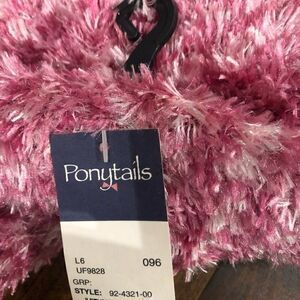 Ponytails
L6 096
UF9828
GRP:
STYLE: 92-4321-00